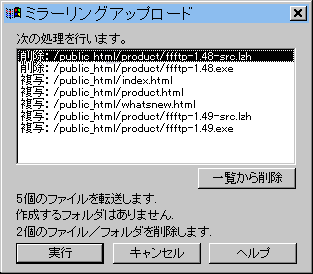 ミラーリングアップロード
次の処理を行います。
削除: /public_html/product/ffftp-1.48-src.lzh
削除: /public_html/product/ffftp-1.48.exe
複写: /public_html/index.html
複写: /public_html/product.html
複写: /public_html/whatsnew.html
複写: /public_html/product/ffftp-1.49-src.lzh
複写: /public_html/product/ffftp-1.49.exe
一覧から削除
5個のファイルを転送します.
作成するフォルダはありません.
2個のファイル／フォルダを削除します.
実行 キャンセル ヘルプ